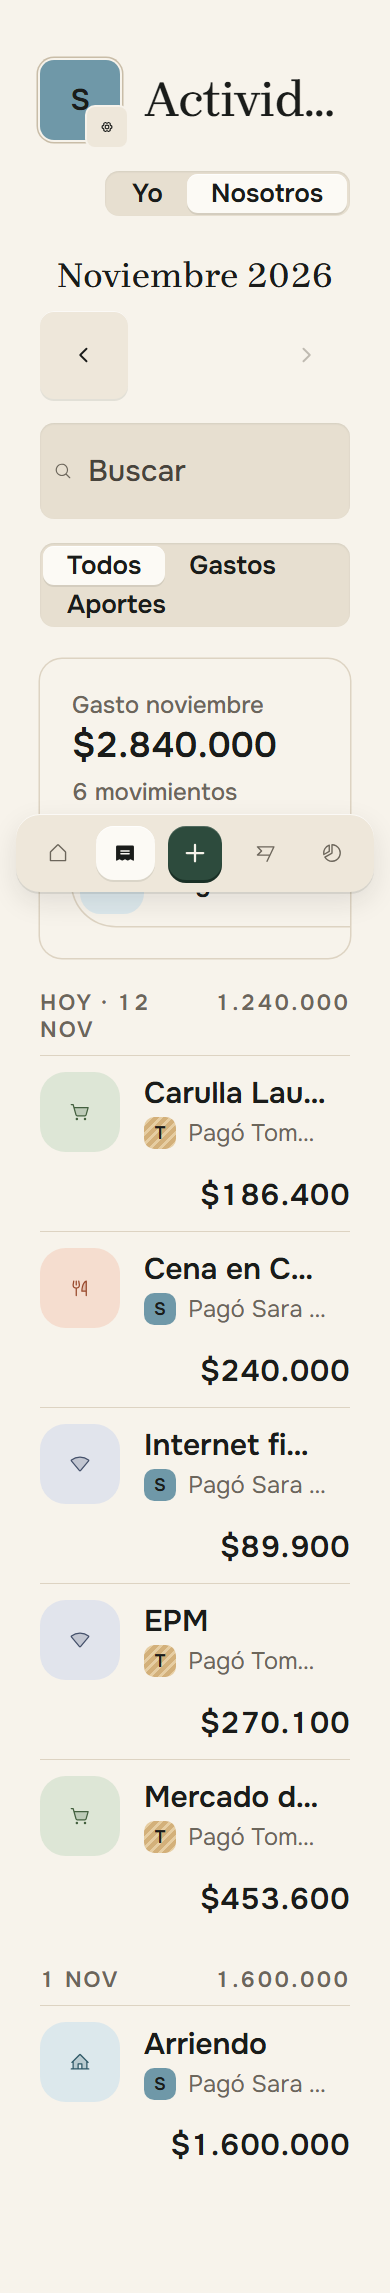 S
Activid...
Yo Nosotros
Noviembre 2026
Buscar
Todos Gastos
Aportes
Gasto noviembre
$2.840.000
6 movimientos
HOY · 12 NOV 1.240.000
Carulla Lau...
T Pagó Tom...
$186.400
Cena en C...
S Pagó Sara ...
$240.000
Internet fi...
S Pagó Sara ...
$89.900
EPM
T Pagó Tom...
$270.100
Mercado d...
T Pagó Tom...
$453.600
1 NOV 1.600.000
Arriendo
S Pagó Sara ...
$1.600.000